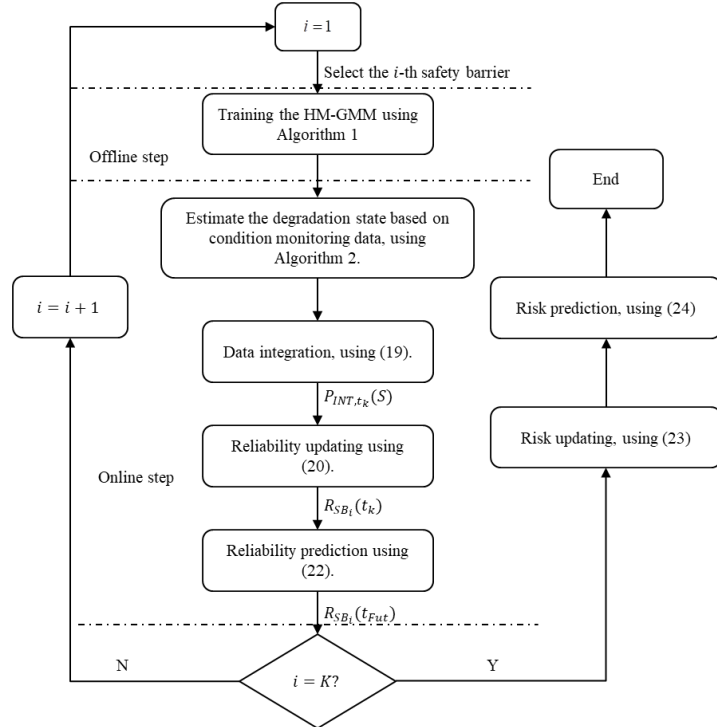 i = 1
Select the i-th safety barrier
Training the HM-GMM using
Algorithm 1
Offline step
Estimate the degradation state based on
condition monitoring data, using
Algorithm 2.
i = i + 1
Data integration, using (19).
P_{INT,t_k}(S)
Reliability updating using
(20).
Online step
R_{SB_i}(t_k)
Reliability prediction using
(22).
R_{SB_i}(t_{Fut})
i = K?
N
Y
Risk updating, using (23)
Risk prediction, using (24)
End